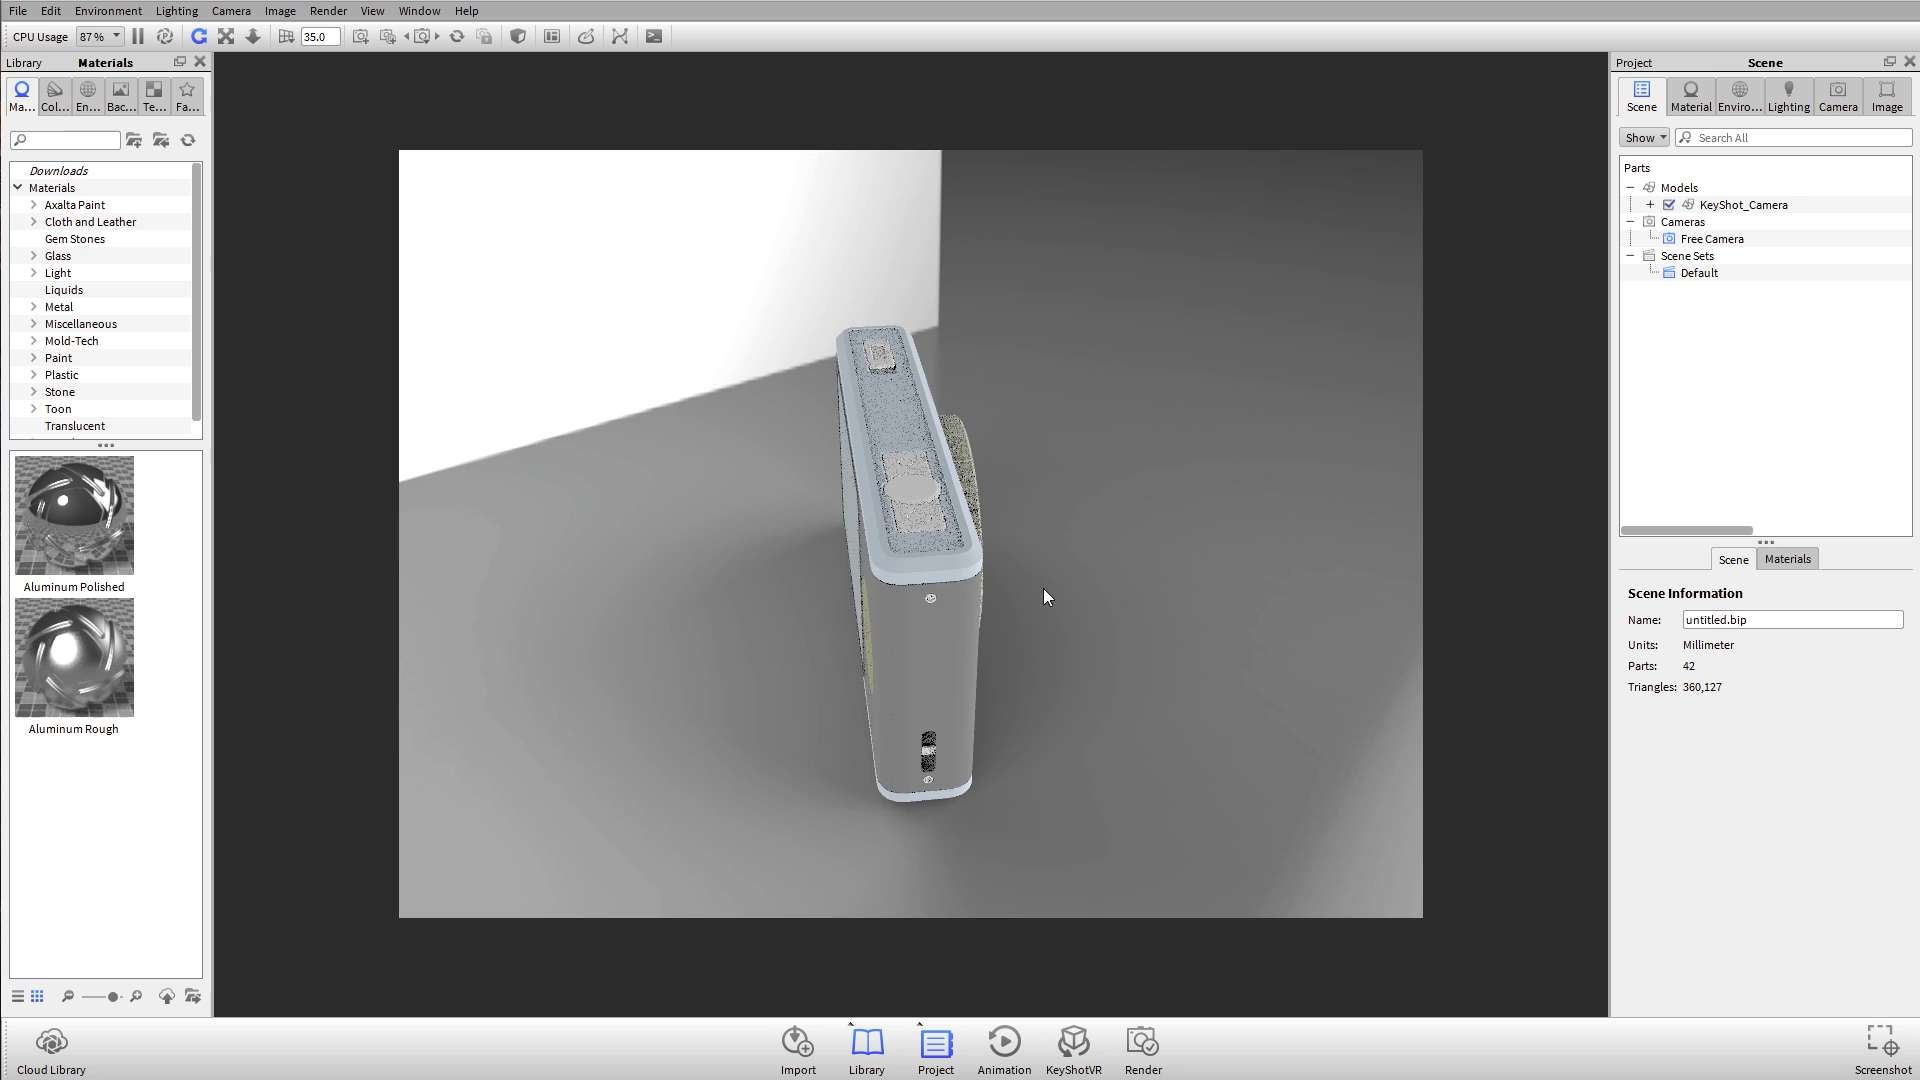 File Edit Environment Lighting Camera Image Render View Window Help
CPU Usage 87 % 35.0
Library Materials
Ma... Col... En... Bac... Te... Fa...
Downloads
Materials
Axalta Paint
Cloth and Leather
Gem Stones
Glass
Light
Liquids
Metal
Miscellaneous
Mold-Tech
Paint
Plastic
Stone
Toon
Translucent
Aluminum Polished
Aluminum Rough
Project Scene
Scene Material Enviro... Lighting Camera Image
Show Search All
Parts
Models
KeyShot_Camera
Cameras
Free Camera
Scene Sets
Default
Scene Materials
Scene Information
Name: untitled.bip
Units: Millimeter
Parts: 42
Triangles: 360,127
Cloud Library Import Library Project Animation KeyShotVR Render Screenshot